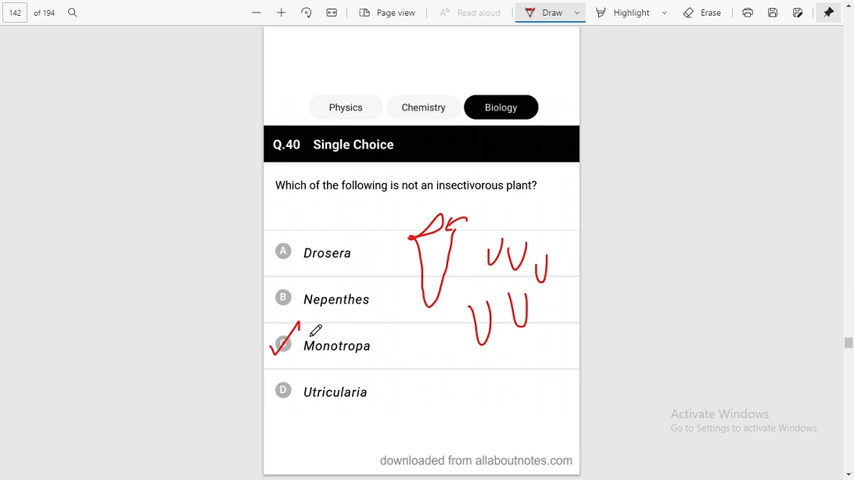 142 of 194 Page view Read aloud Draw Highlight Erase
Physics Chemistry Biology
Q.40 Single Choice
Which of the following is not an insectivorous plant?
A Drosera
B Nepenthes
C Monotropa
D Utricularia
Activate Windows
Go to Settings to activate Windows.
downloaded from allaboutnotes.com